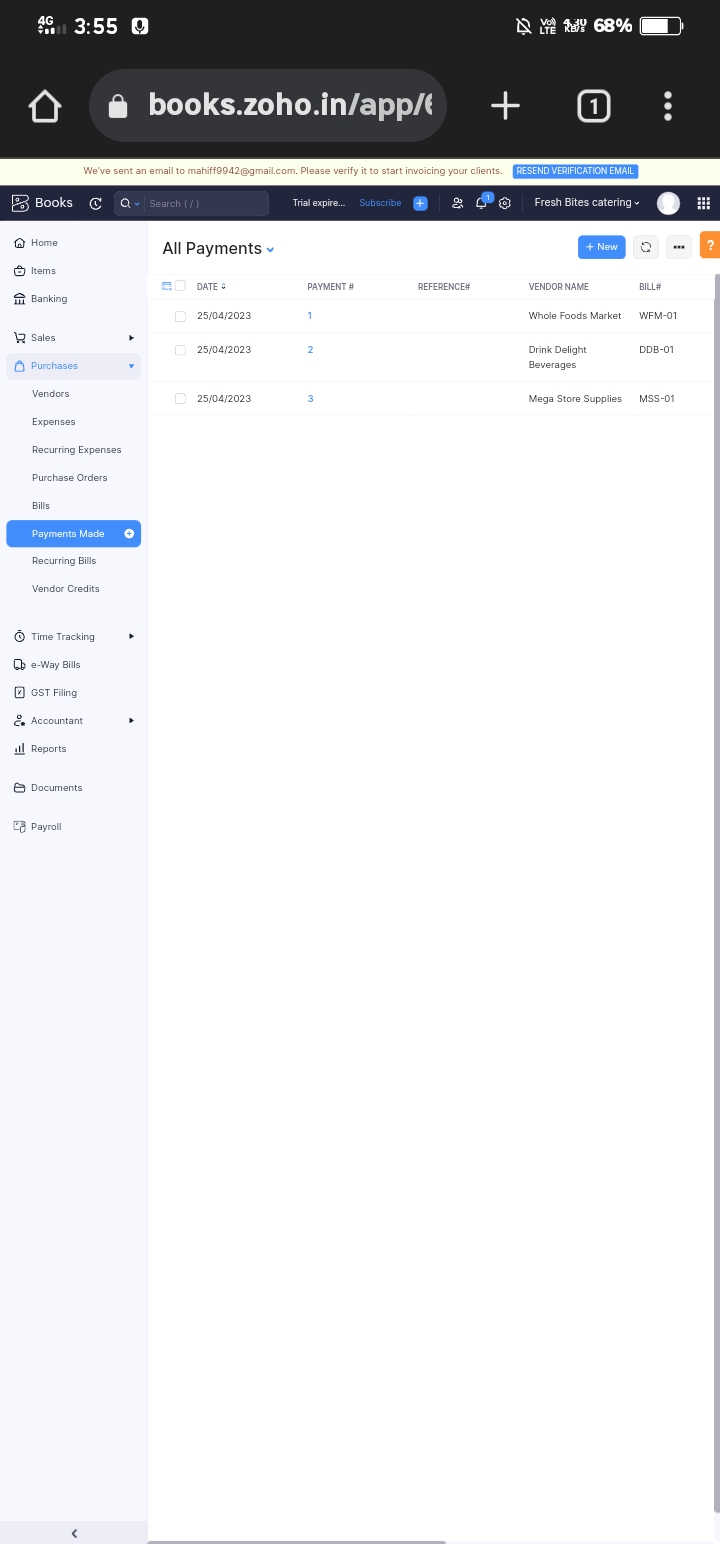 4G 3:55 Vo) LTE 4.30 KB/s 68%
books.zoho.in/app/ 1
We've sent an email to mahiff9942@gmail.com. Please verify it to start invoicing your clients. RESEND VERIFICATION EMAIL
Books Search ( / ) Trial expire... Subscribe 1 Fresh Bites catering
Home
Items
Banking
Sales
Purchases
Vendors
Expenses
Recurring Expenses
Purchase Orders
Bills
Payments Made
Recurring Bills
Vendor Credits
Time Tracking
e-Way Bills
GST Filing
Accountant
Reports
Documents
Payroll
All Payments + New ?
DATE PAYMENT # REFERENCE# VENDOR NAME BILL#
25/04/2023 1 Whole Foods Market WFM-01
25/04/2023 2 Drink Delight Beverages DDB-01
25/04/2023 3 Mega Store Supplies MSS-01